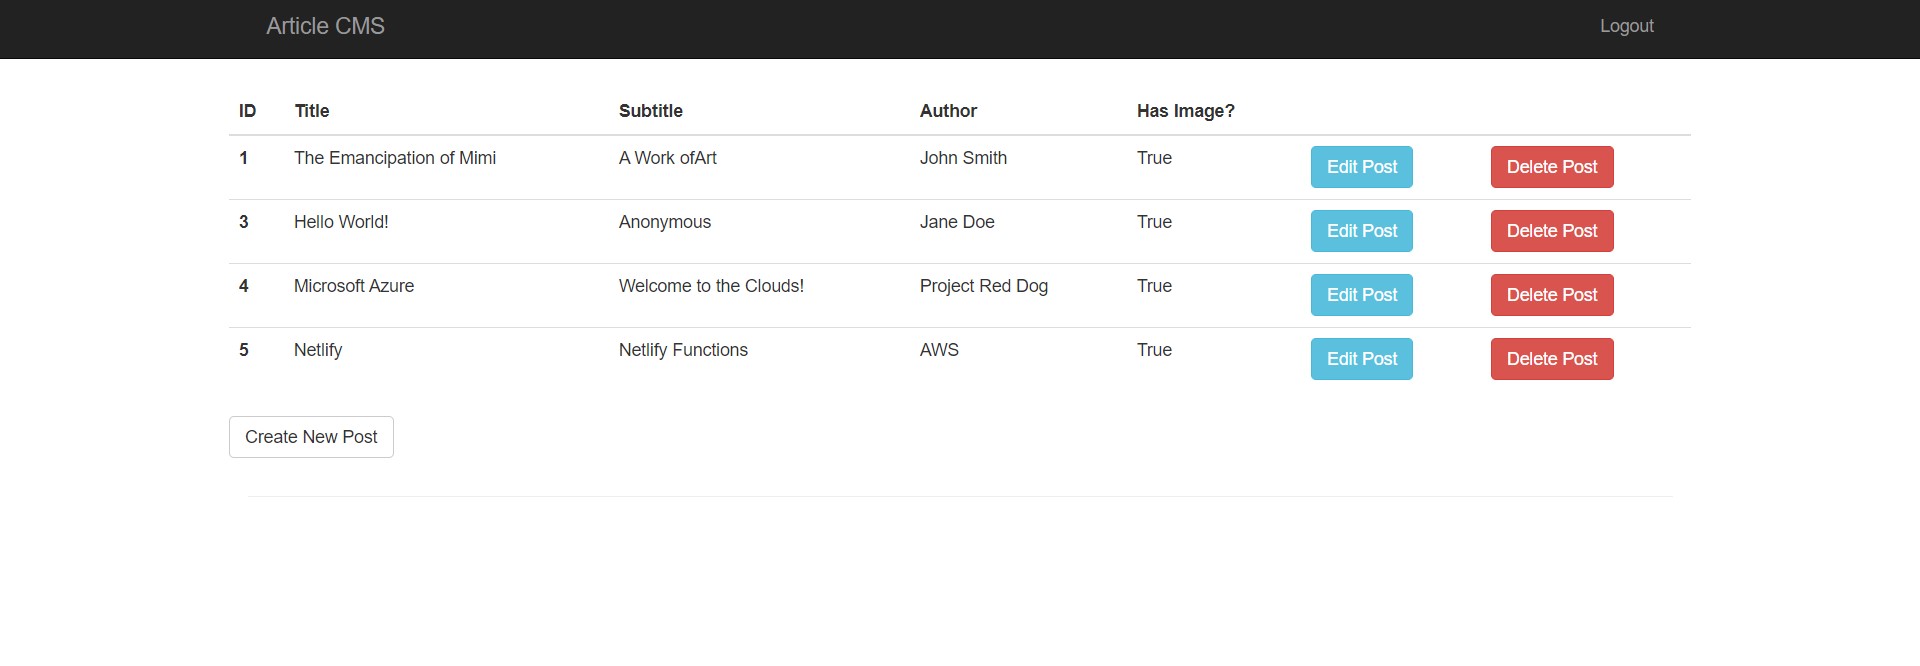 Article CMS Logout
ID Title Subtitle Author Has Image?
1 The Emancipation of Mimi A Work ofArt John Smith True Edit Post Delete Post
3 Hello World! Anonymous Jane Doe True Edit Post Delete Post
4 Microsoft Azure Welcome to the Clouds! Project Red Dog True Edit Post Delete Post
5 Netlify Netlify Functions AWS True Edit Post Delete Post
Create New Post